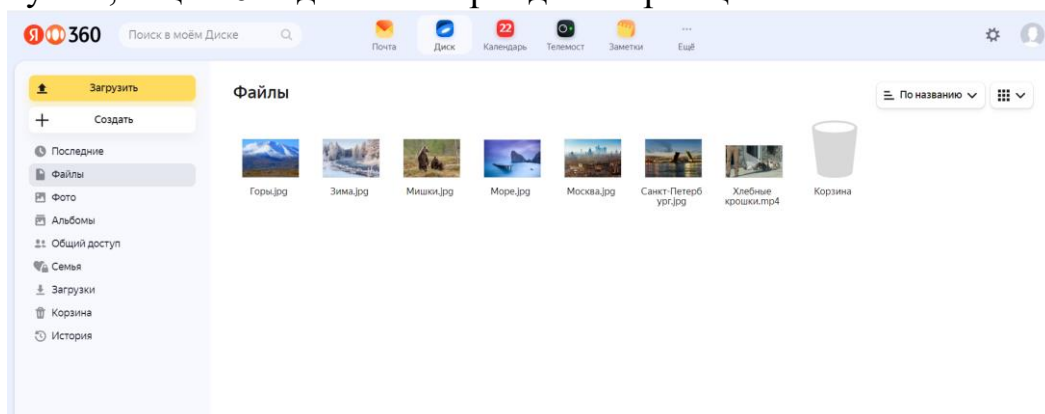 Я 360
Поиск в моём Диске
Почта
Диск
22
Календарь
Телемост
Заметки
Ещё
Загрузить
Создать
Последние
Файлы
Фото
Альбомы
Общий доступ
Семья
Загрузки
Корзина
История
Файлы
По названию
Горы.jpg
Зима.jpg
Мишки.jpg
Море.jpg
Москва.jpg
Санкт-Петерб
ург.jpg
Хлебные
крошки.mp4
Корзина